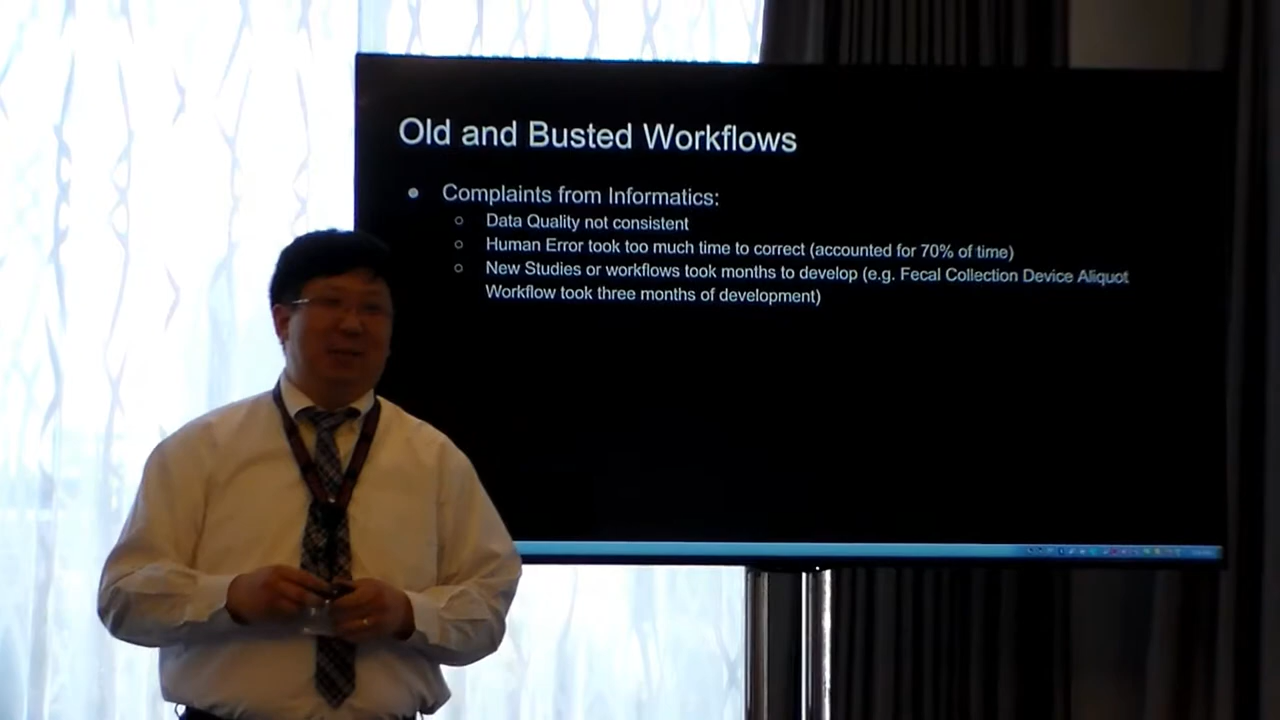 Old and Busted Workflows
Complaints from Informatics:
Data Quality not consistent
Human Error took too much time to correct (accounted for 70% of time)
New Studies or workflows took months to develop (e.g. Fecal Collection Device Aliquot
Workflow took three months of development)